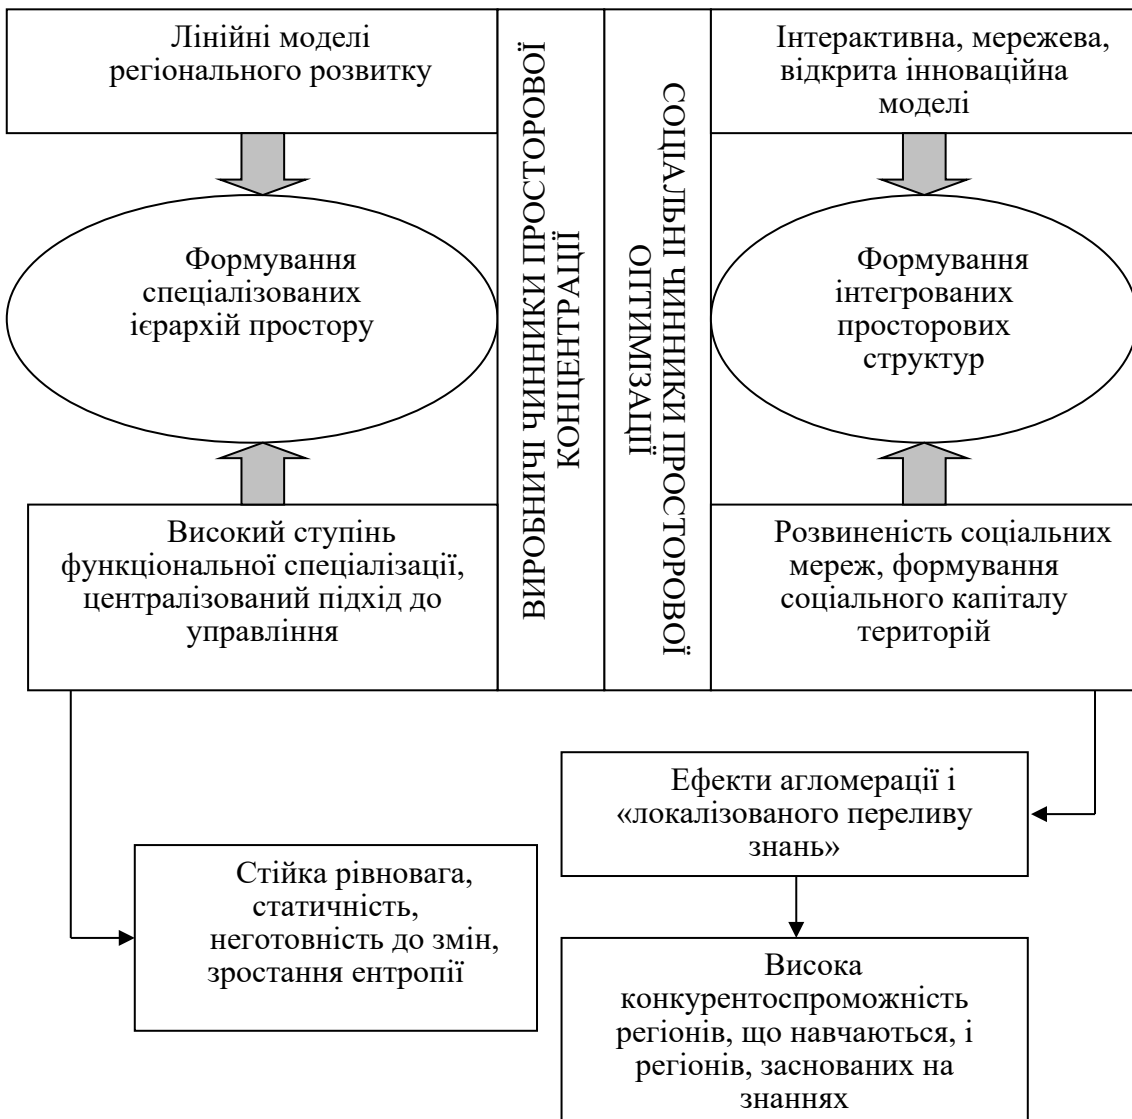 Лінійні моделі
регіонального розвитку
Формування
спеціалізованих
ієрархій простору
Високий ступінь
функціональної спеціалізації,
централізований підхід до
управління
ВИРОБНИЧІ ЧИННИКИ ПРОСТОРОВОЇ
КОНЦЕНТРАЦІЇ
СОЦІАЛЬНІ ЧИННИКИ ПРОСТОРОВОЇ
ОПТИМІЗАЦІЇ
Інтерактивна, мережева,
відкрита інноваційна
моделі
Формування
інтегрованих
просторових
структур
Розвиненість соціальних
мереж, формування
соціального капіталу
територій
Стійка рівновага,
статичність,
неготовність до змін,
зростання ентропії
Ефекти агломерації і
«локалізованого переливу
знань»
Висока
конкурентоспроможність
регіонів, що навчаються, і
регіонів, заснованих на
знаннях